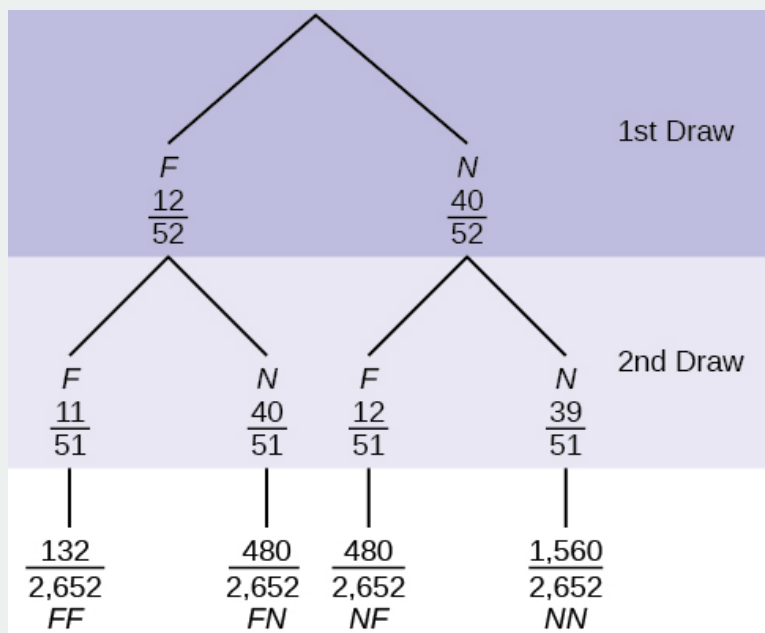 1st Draw
F N
12/52 40/52
2nd Draw
F N F N
11/51 40/51 12/51 39/51
132/2,652 480/2,652 480/2,652 1,560/2,652
FF FN NF NN